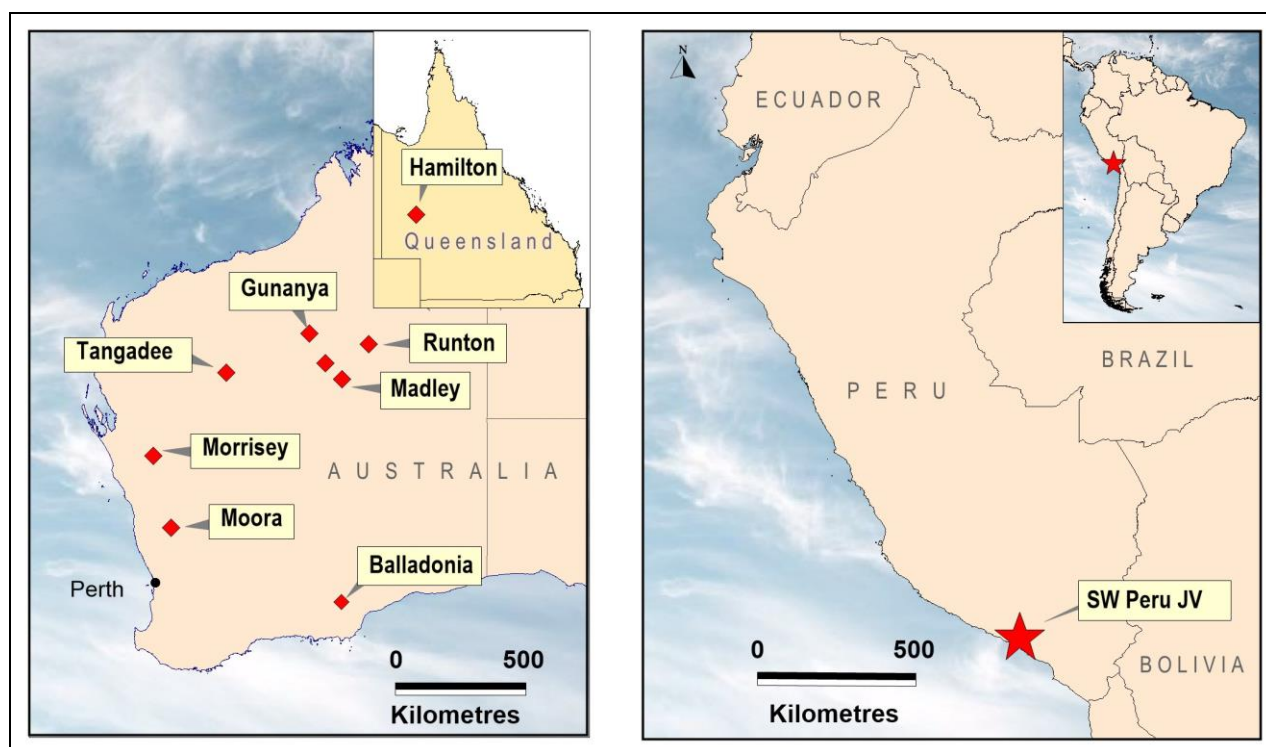 Hamilton
Queensland
Gunanya
Runton
Tangadee
Madley
Morrisey
AUSTRALIA
Moora
Balladonia
Perth
0 500
Kilometres
N
ECUADOR
PERU
BRAZIL
SW Peru JV
BOLIVIA
0 500
Kilometres